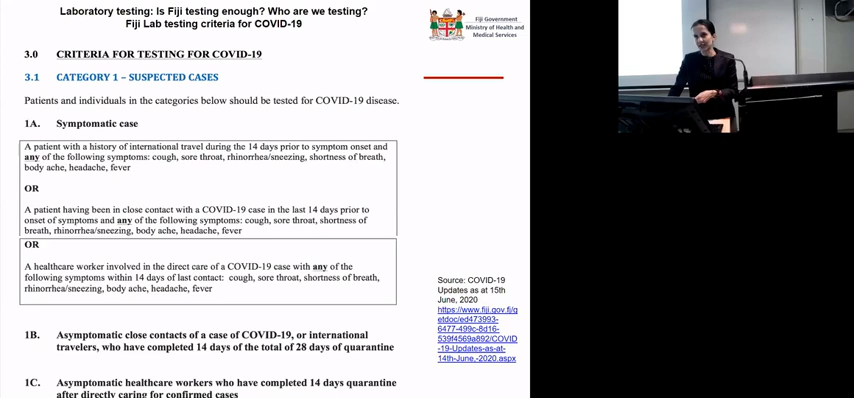 Laboratory testing: Is Fiji testing enough? Who are we testing?
Fiji Lab testing criteria for COVID-19
Fiji Government
Ministry of Health and
Medical Services
3.0 CRITERIA FOR TESTING FOR COVID-19
3.1 CATEGORY 1 – SUSPECTED CASES
Patients and individuals in the categories below should be tested for COVID-19 disease.
1A. Symptomatic case
A patient with a history of international travel during the 14 days prior to symptom onset and
any of the following symptoms: cough, sore throat, rhinorrhea/sneezing, shortness of breath,
body ache, headache, fever
OR
A patient having been in close contact with a COVID-19 case in the last 14 days prior to
onset of symptoms and any of the following symptoms: cough, sore throat, shortness of
breath, rhinorrhea/sneezing, body ache, headache, fever
OR
A healthcare worker involved in the direct care of a COVID-19 case with any of the
following symptoms within 14 days of last contact: cough, sore throat, shortness of breath,
rhinorrhea/sneezing, body ache, headache, fever
1B. Asymptomatic close contacts of a case of COVID-19, or international
travelers, who have completed 14 days of the total of 28 days of quarantine
1C. Asymptomatic healthcare workers who have completed 14 days quarantine
after directly caring for confirmed cases
Source: COVID-19
Updates as at 15th
June, 2020
https://www.fiji.gov.fj/g
etdoc/ed473993-
6477-499c-8d16-
539f4569a892/COVID
-19-Updates-as-at-
14th-June,-2020.aspx